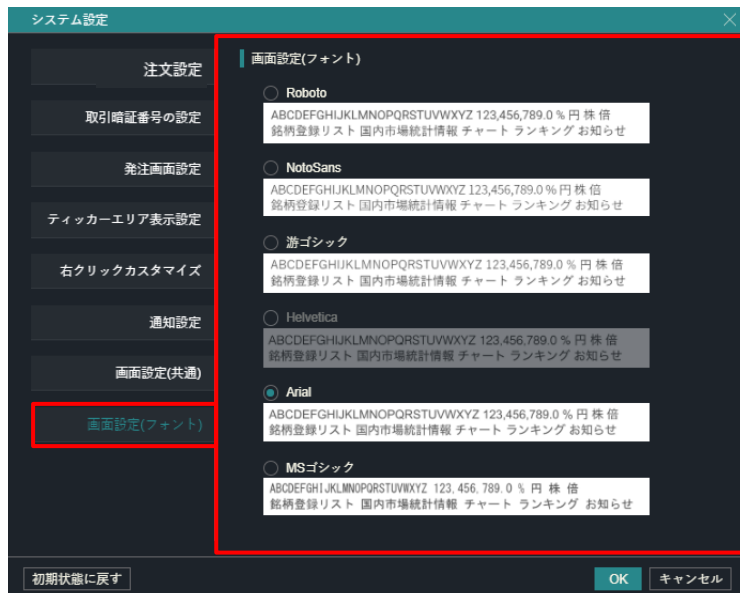 システム設定
注文設定
取引暗証番号の設定
発注画面設定
ティッカーエリア表示設定
右クリックカスタマイズ
通知設定
画面設定(共通)
画面設定(フォント)
画面設定(フォント)
Roboto
ABCDEFGHIJKLMNOPQRSTUVWXYZ 123,456,789.0 % 円 株 倍
銘柄登録リスト 国内市場統計情報 チャート ランキング お知らせ
NotoSans
ABCDEFGHIJKLMNOPQRSTUVWXYZ 123,456,789.0 % 円 株 倍
銘柄登録リスト 国内市場統計情報 チャート ランキング お知らせ
游ゴシック
ABCDEFGHIJKLMNOPQRSTUVWXYZ 123,456,789.0 % 円 株 倍
銘柄登録リスト 国内市場統計情報 チャート ランキング お知らせ
Helvetica
ABCDEFGHIJKLMNOPQRSTUVWXYZ 123,456,789.0 % 円 株 倍
銘柄登録リスト 国内市場統計情報 チャート ランキング お知らせ
Arial
ABCDEFGHIJKLMNOPQRSTUVWXYZ 123,456,789.0 % 円 株 倍
銘柄登録リスト 国内市場統計情報 チャート ランキング お知らせ
MSゴシック
ABCDEFGHIJKLMNOPQRSTUVWXYZ 123,456,789.0 % 円 株 倍
銘柄登録リスト 国内市場統計情報 チャート ランキング お知らせ
初期状態に戻す
OK
キャンセル